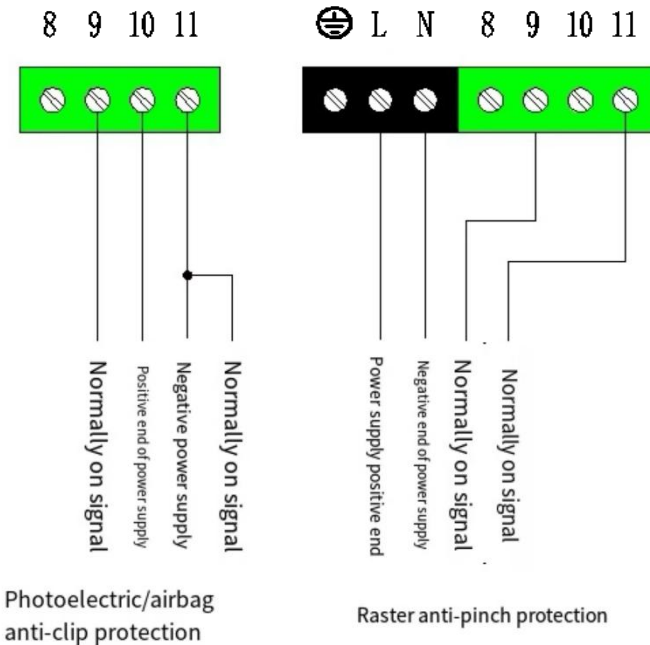 8 9 10 11
L N 8 9 10 11
Normally on signal
Positive end of power supply
Negative power supply
Normally on signal
Power supply positive end
Negative end of power supply
Normally on signal
Normally on signal
Photoelectric/airbag
anti-clip protection
Raster anti-pinch protection